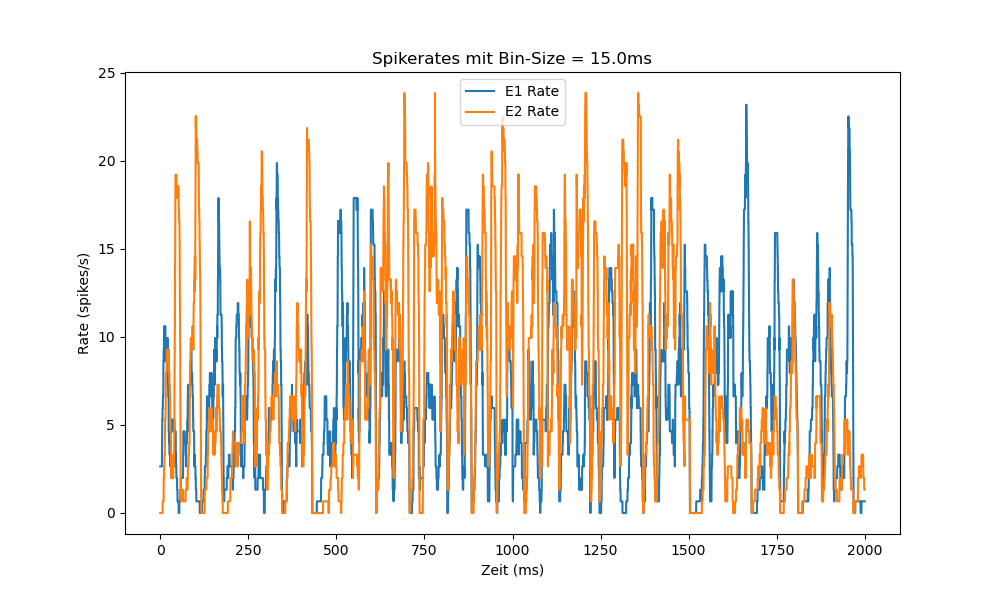 Spikerates mit Bin-Size = 15.0ms
E1 Rate
E2 Rate
Rate (spikes/s)
25
20
15
10
5
0
0 250 500 750 1000 1250 1500 1750 2000
Zeit (ms)